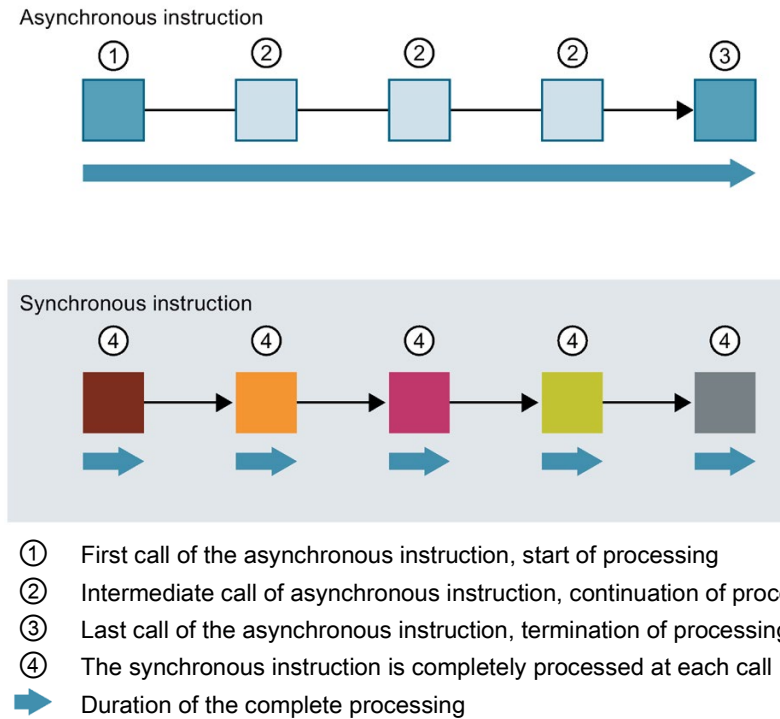 Asynchronous instruction
① ② ② ② ③
Synchronous instruction
④ ④ ④ ④ ④
① First call of the asynchronous instruction, start of processing
② Intermediate call of asynchronous instruction, continuation of proc
③ Last call of the asynchronous instruction, termination of processing
④ The synchronous instruction is completely processed at each call
Duration of the complete processing